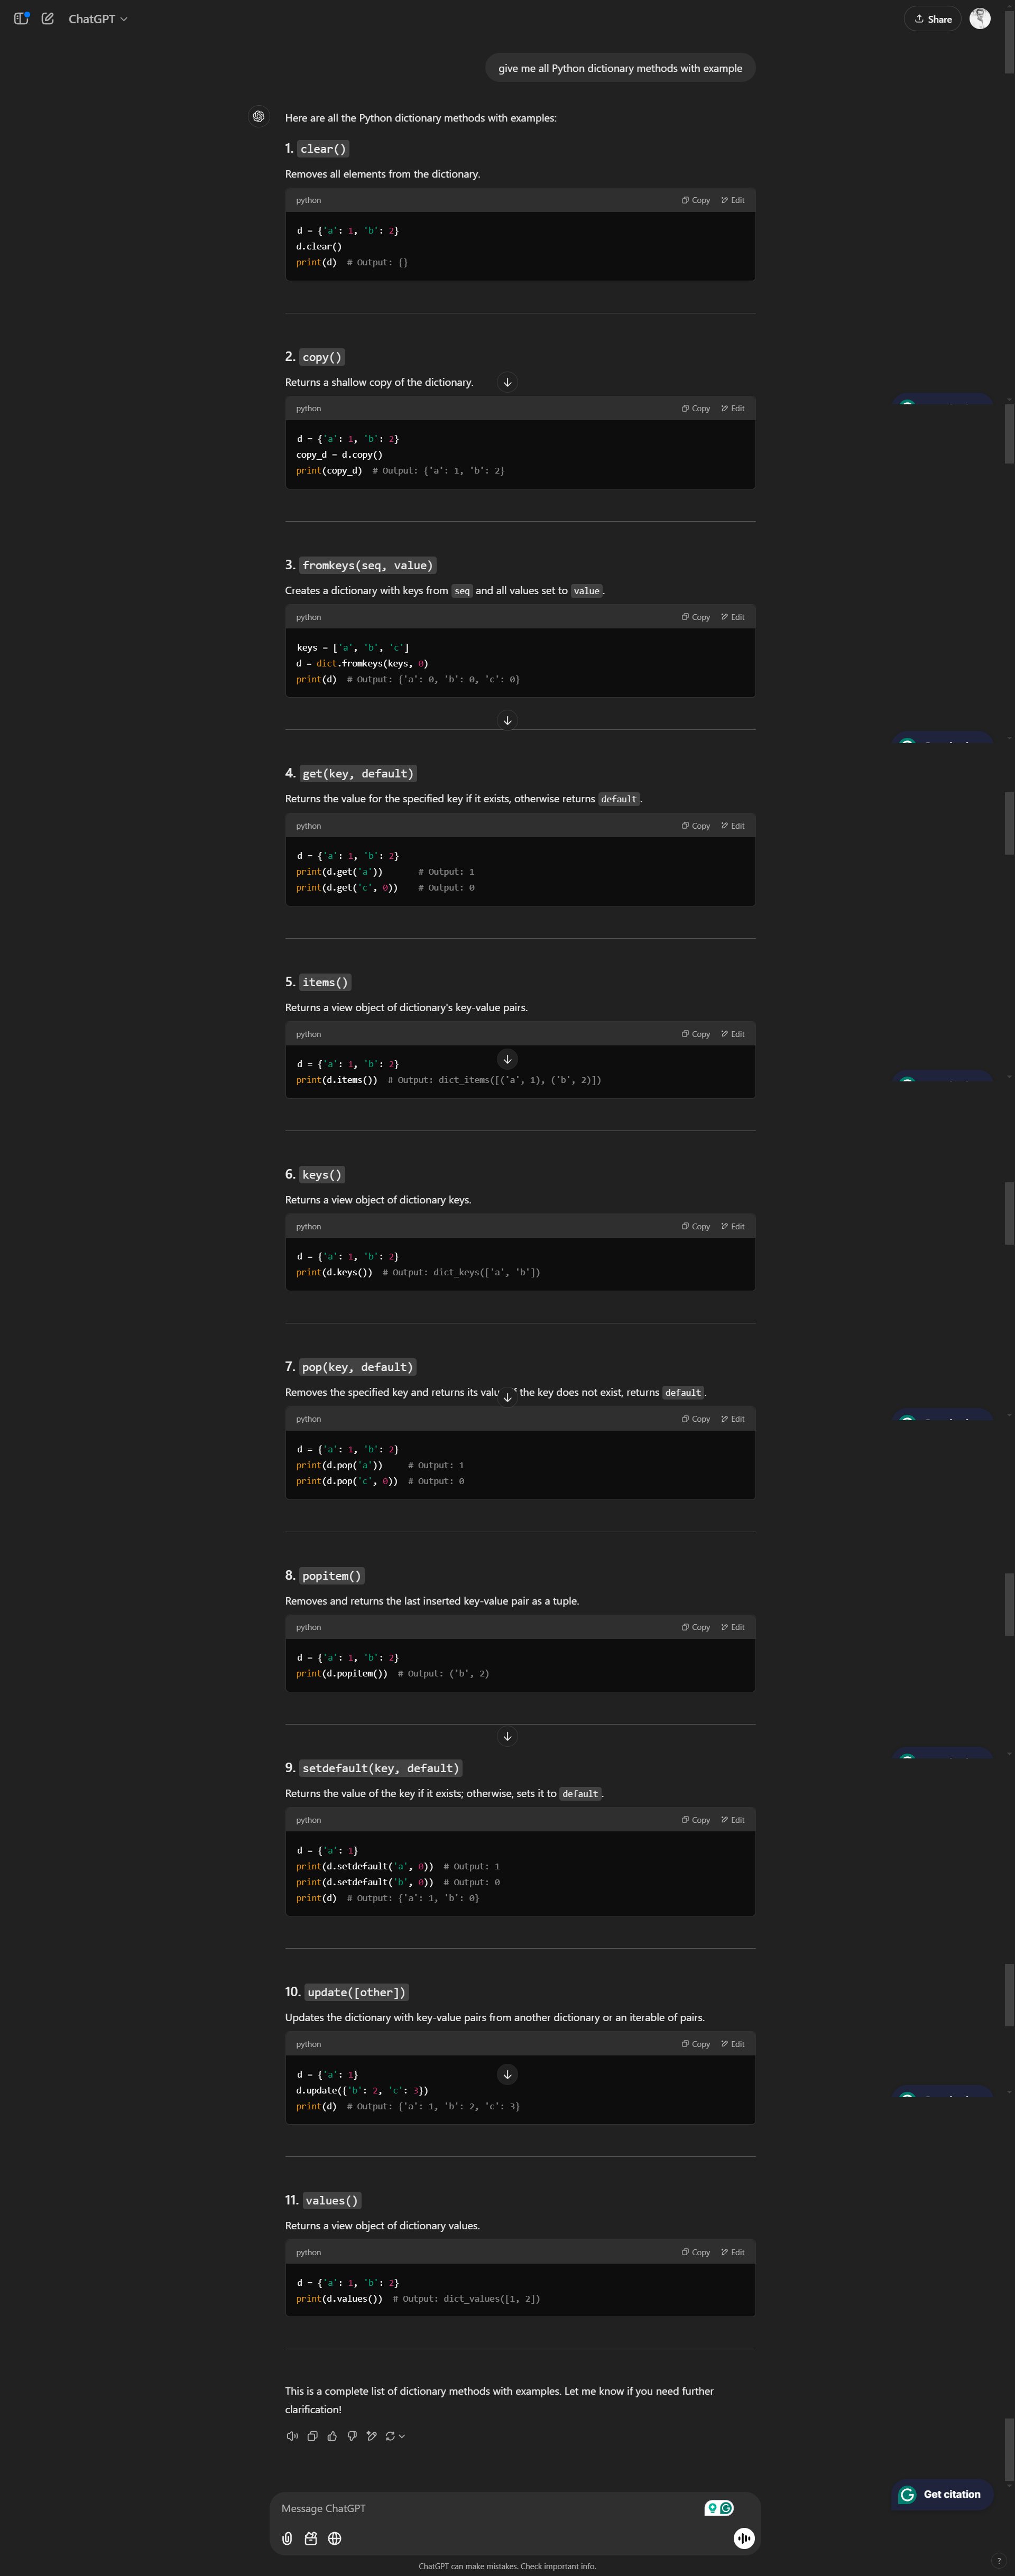 ChatGPT
Share
give me all Python dictionary methods with example
Here are all the Python dictionary methods with examples:
1. clear()
Removes all elements from the dictionary.
python Copy Edit
d = {'a': 1, 'b': 2}
d.clear()
print(d)  # Output: {}
2. copy()
Returns a shallow copy of the dictionary.
python Copy Edit
d = {'a': 1, 'b': 2}
copy_d = d.copy()
print(copy_d)  # Output: {'a': 1, 'b': 2}
3. fromkeys(seq, value)
Creates a dictionary with keys from seq and all values set to value.
python Copy Edit
keys = ['a', 'b', 'c']
d = dict.fromkeys(keys, 0)
print(d)  # Output: {'a': 0, 'b': 0, 'c': 0}
4. get(key, default)
Returns the value for the specified key if it exists, otherwise returns default.
python Copy Edit
d = {'a': 1, 'b': 2}
print(d.get('a'))       # Output: 1
print(d.get('c', 0))    # Output: 0
5. items()
Returns a view object of dictionary's key-value pairs.
python Copy Edit
d = {'a': 1, 'b': 2}
print(d.items())  # Output: dict_items([('a', 1), ('b', 2)])
6. keys()
Returns a view object of dictionary keys.
python Copy Edit
d = {'a': 1, 'b': 2}
print(d.keys())  # Output: dict_keys(['a', 'b'])
7. pop(key, default)
Removes the specified key and returns its the key does not exist, returns default.
python Copy Edit
d = {'a': 1, 'b': 2}
print(d.pop('a'))     # Output: 1
print(d.pop('c', 0))  # Output: 0
8. popitem()
Removes and returns the last inserted key-value pair as a tuple.
python Copy Edit
d = {'a': 1, 'b': 2}
print(d.popitem())  # Output: ('b', 2)
9. setdefault(key, default)
Returns the value of the key if it exists; otherwise, sets it to default.
python Copy Edit
d = {'a': 1}
print(d.setdefault('a', 0))  # Output: 1
print(d.setdefault('b', 0))  # Output: 0
print(d)  # Output: {'a': 1, 'b': 0}
10. update([other])
Updates the dictionary with key-value pairs from another dictionary or an iterable of pairs.
python Copy Edit
d = {'a': 1}
d.update({'b': 2, 'c': 3})
print(d)  # Output: {'a': 1, 'b': 2, 'c': 3}
11. values()
Returns a view object of dictionary values.
python Copy Edit
d = {'a': 1, 'b': 2}
print(d.values())  # Output: dict_values([1, 2])
This is a complete list of dictionary methods with examples. Let me know if you need further
clarification!
Get citation
Message ChatGPT
ChatGPT can make mistakes. Check important info.
?